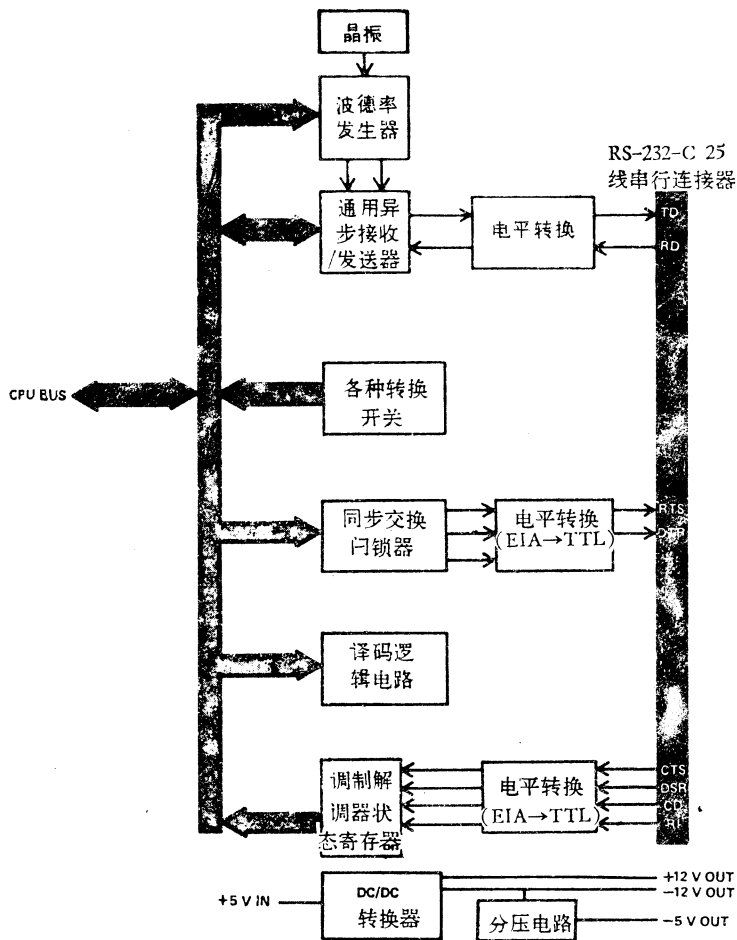 晶振
波德率
发生器
RS-232-C 25
线串行连接器
通用异
步接收
/发送器
电平转换
TD
RD
CPU BUS
各种转换
开关
同步交换
闩锁器
电平转换
(EIA→TTL)
RTS
译码逻
辑电路
调制解
调器状
态寄存器
电平转换
(EIA→TTL)
CTS
DSR
CD
+5 V IN
DC/DC
转换器
分压电路
+12 V OUT
−12 V OUT
−5 V OUT